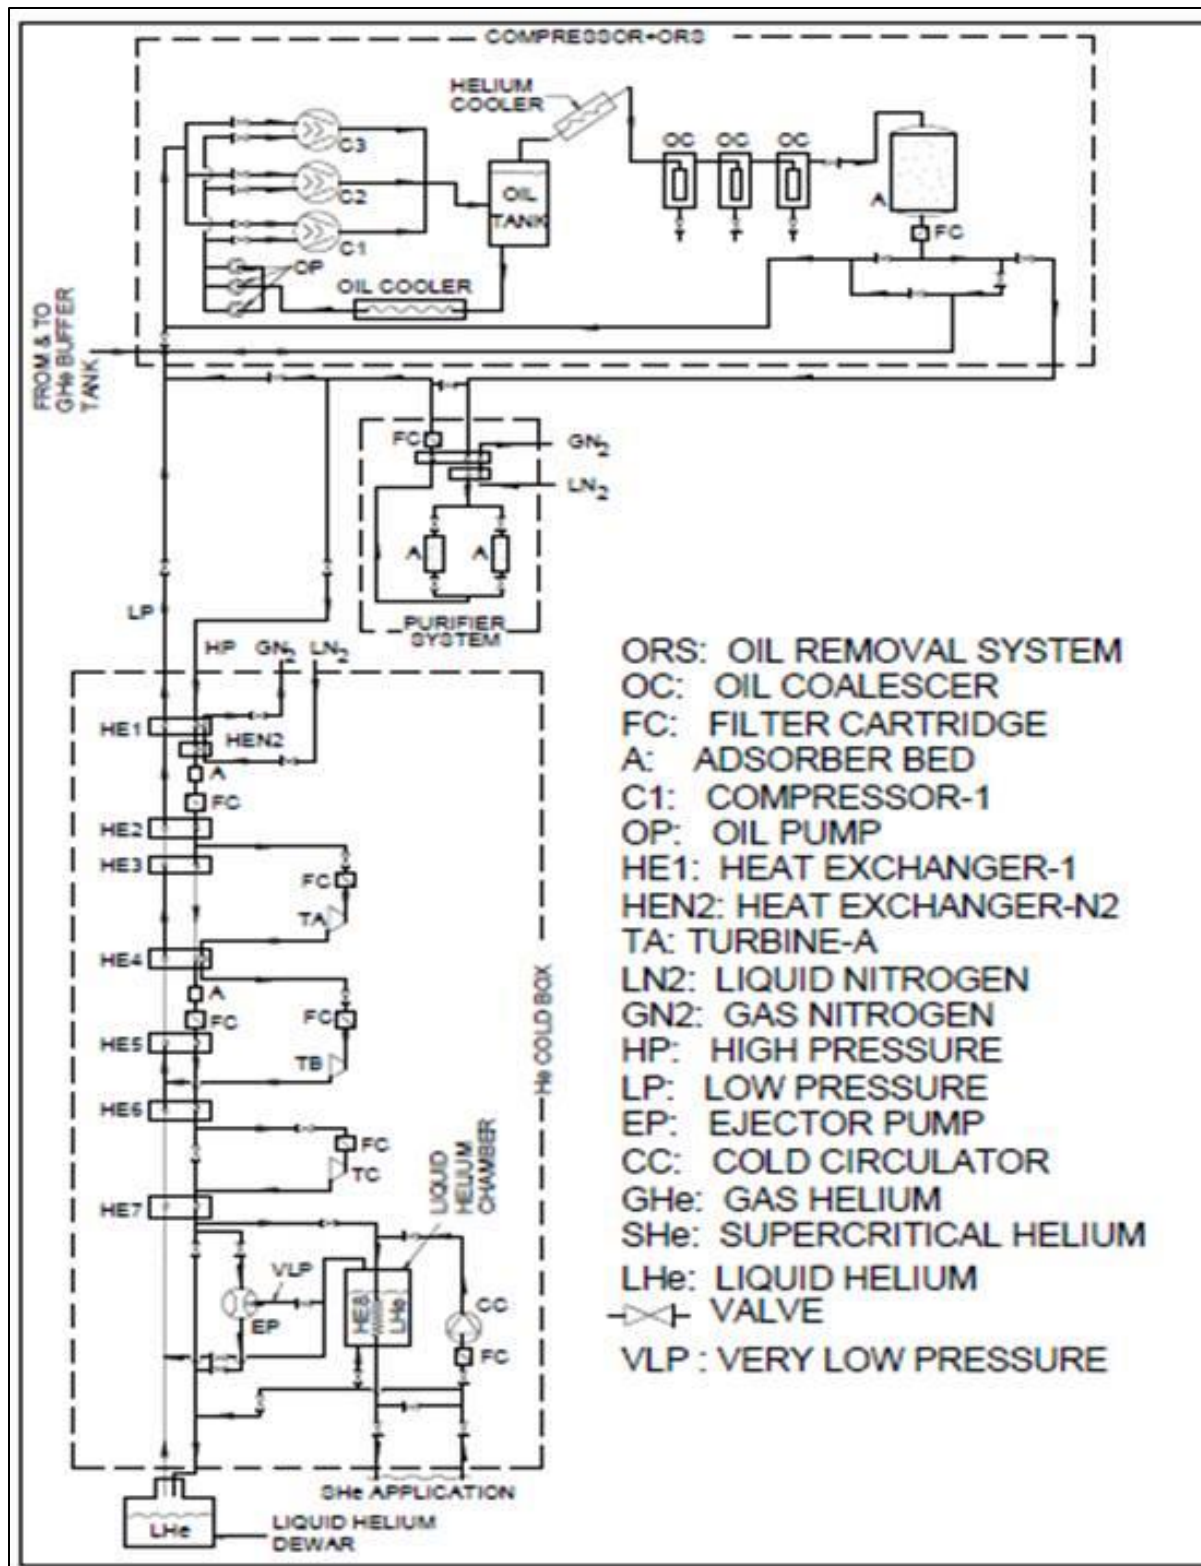 COMPRESSOR+ORS
HELIUM
COOLER
C3
C2
C1
OP
OIL
TANK
OIL COOLER
OC OC OC
A
FC
FROM & TO
GHe BUFFER
TANK
FC
GN2
LN2
A A
PURIFIER
SYSTEM
LP
HP GN2 LN2
HE1
HEN2
A
FC
HE2
HE3
FC
TA
HE4
A
FC
FC
HE5
TB
HE6
FC
TC
HE7
He COLD BOX
LIQUID
HELIUM
CHAMBER
VLP
EP
HE8
LHe
CC
FC
SHe APPLICATION
LHe
LIQUID HELIUM
DEWAR
ORS: OIL REMOVAL SYSTEM
OC: OIL COALESCER
FC: FILTER CARTRIDGE
A: ADSORBER BED
C1: COMPRESSOR-1
OP: OIL PUMP
HE1: HEAT EXCHANGER-1
HEN2: HEAT EXCHANGER-N2
TA: TURBINE-A
LN2: LIQUID NITROGEN
GN2: GAS NITROGEN
HP: HIGH PRESSURE
LP: LOW PRESSURE
EP: EJECTOR PUMP
CC: COLD CIRCULATOR
GHe: GAS HELIUM
SHe: SUPERCRITICAL HELIUM
LHe: LIQUID HELIUM
VALVE
VLP : VERY LOW PRESSURE